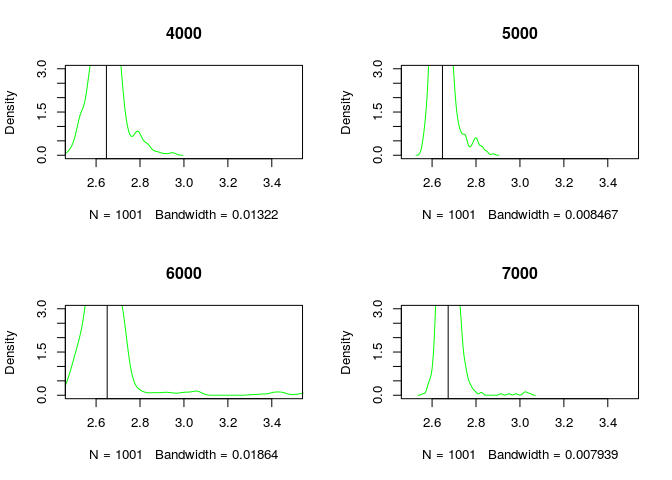 4000
Density
0.0 1.5 3.0
2.6 2.8 3.0 3.2 3.4
N = 1001 Bandwidth = 0.01322
5000
Density
0.0 1.5 3.0
2.6 2.8 3.0 3.2 3.4
N = 1001 Bandwidth = 0.008467
6000
Density
0.0 1.5 3.0
2.6 2.8 3.0 3.2 3.4
N = 1001 Bandwidth = 0.01864
7000
Density
0.0 1.5 3.0
2.6 2.8 3.0 3.2 3.4
N = 1001 Bandwidth = 0.007939